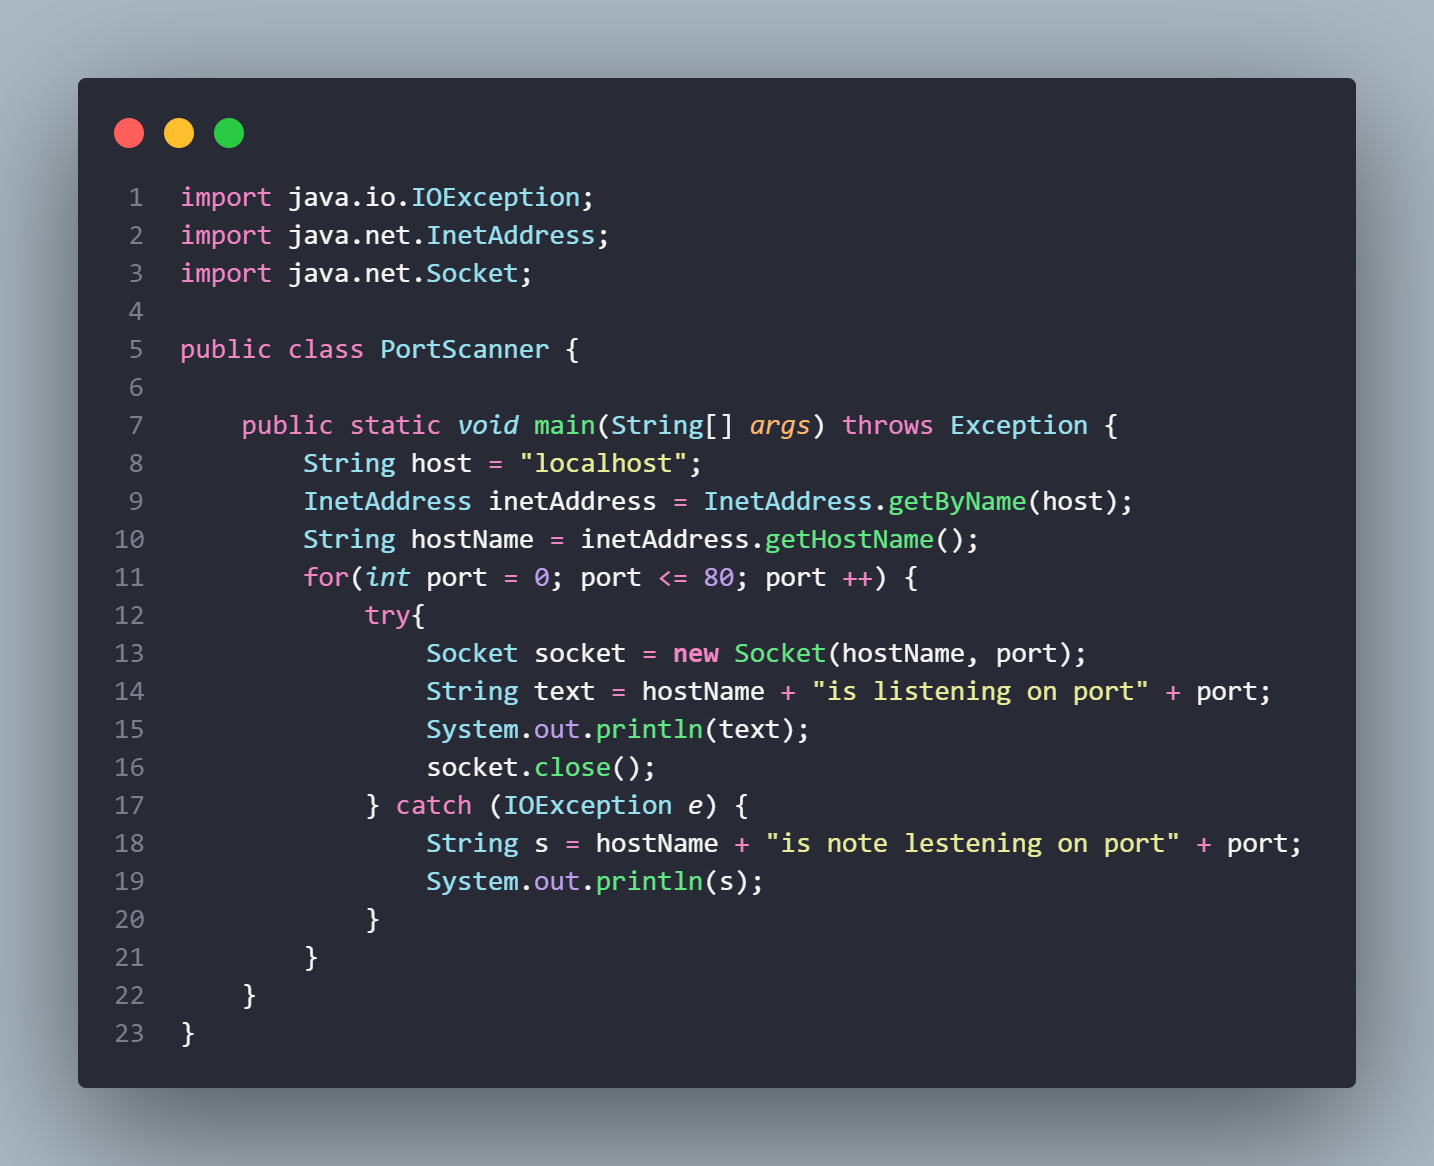 1 import java.io.IOException;
2 import java.net.InetAddress;
3 import java.net.Socket;
4
5 public class PortScanner {
6
7     public static void main(String[] args) throws Exception {
8         String host = "localhost";
9         InetAddress inetAddress = InetAddress.getByName(host);
10         String hostName = inetAddress.getHostName();
11         for(int port = 0; port <= 80; port ++) {
12             try{
13                 Socket socket = new Socket(hostName, port);
14                 String text = hostName + "is listening on port" + port;
15                 System.out.println(text);
16                 socket.close();
17             } catch (IOException e) {
18                 String s = hostName + "is note lestening on port" + port;
19                 System.out.println(s);
20             }
21         }
22     }
23 }